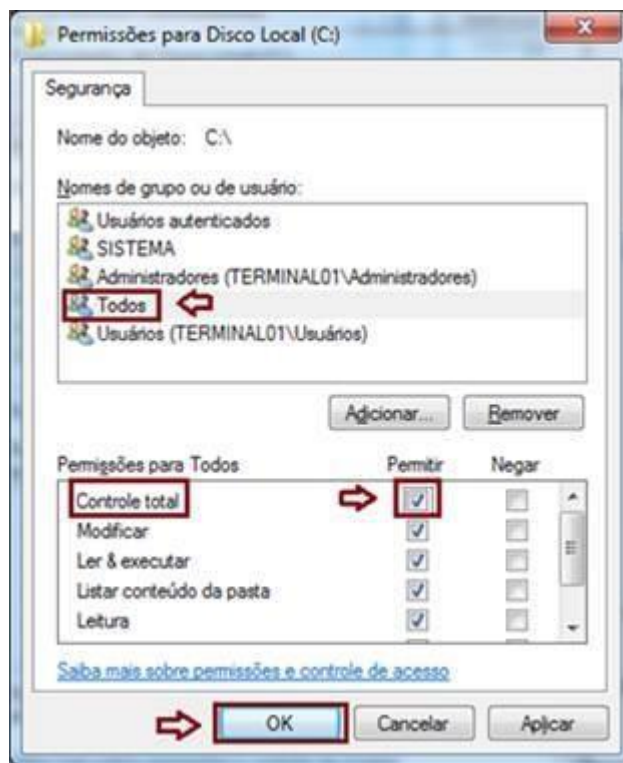 Permissões para Disco Local (C:)
Segurança
Nome do objeto: C:\
Nomes de grupo ou de usuário:
Usuários autenticados
SISTEMA
Administradores (TERMINAL01\Administradores)
Todos
Usuários (TERMINAL01\Usuários)
Adicionar... Remover
Permissões para Todos Permitir Negar
Controle total
Modificar
Ler & executar
Listar conteúdo da pasta
Leitura
Saiba mais sobre permissões e controle de acesso
OK Cancelar Aplicar